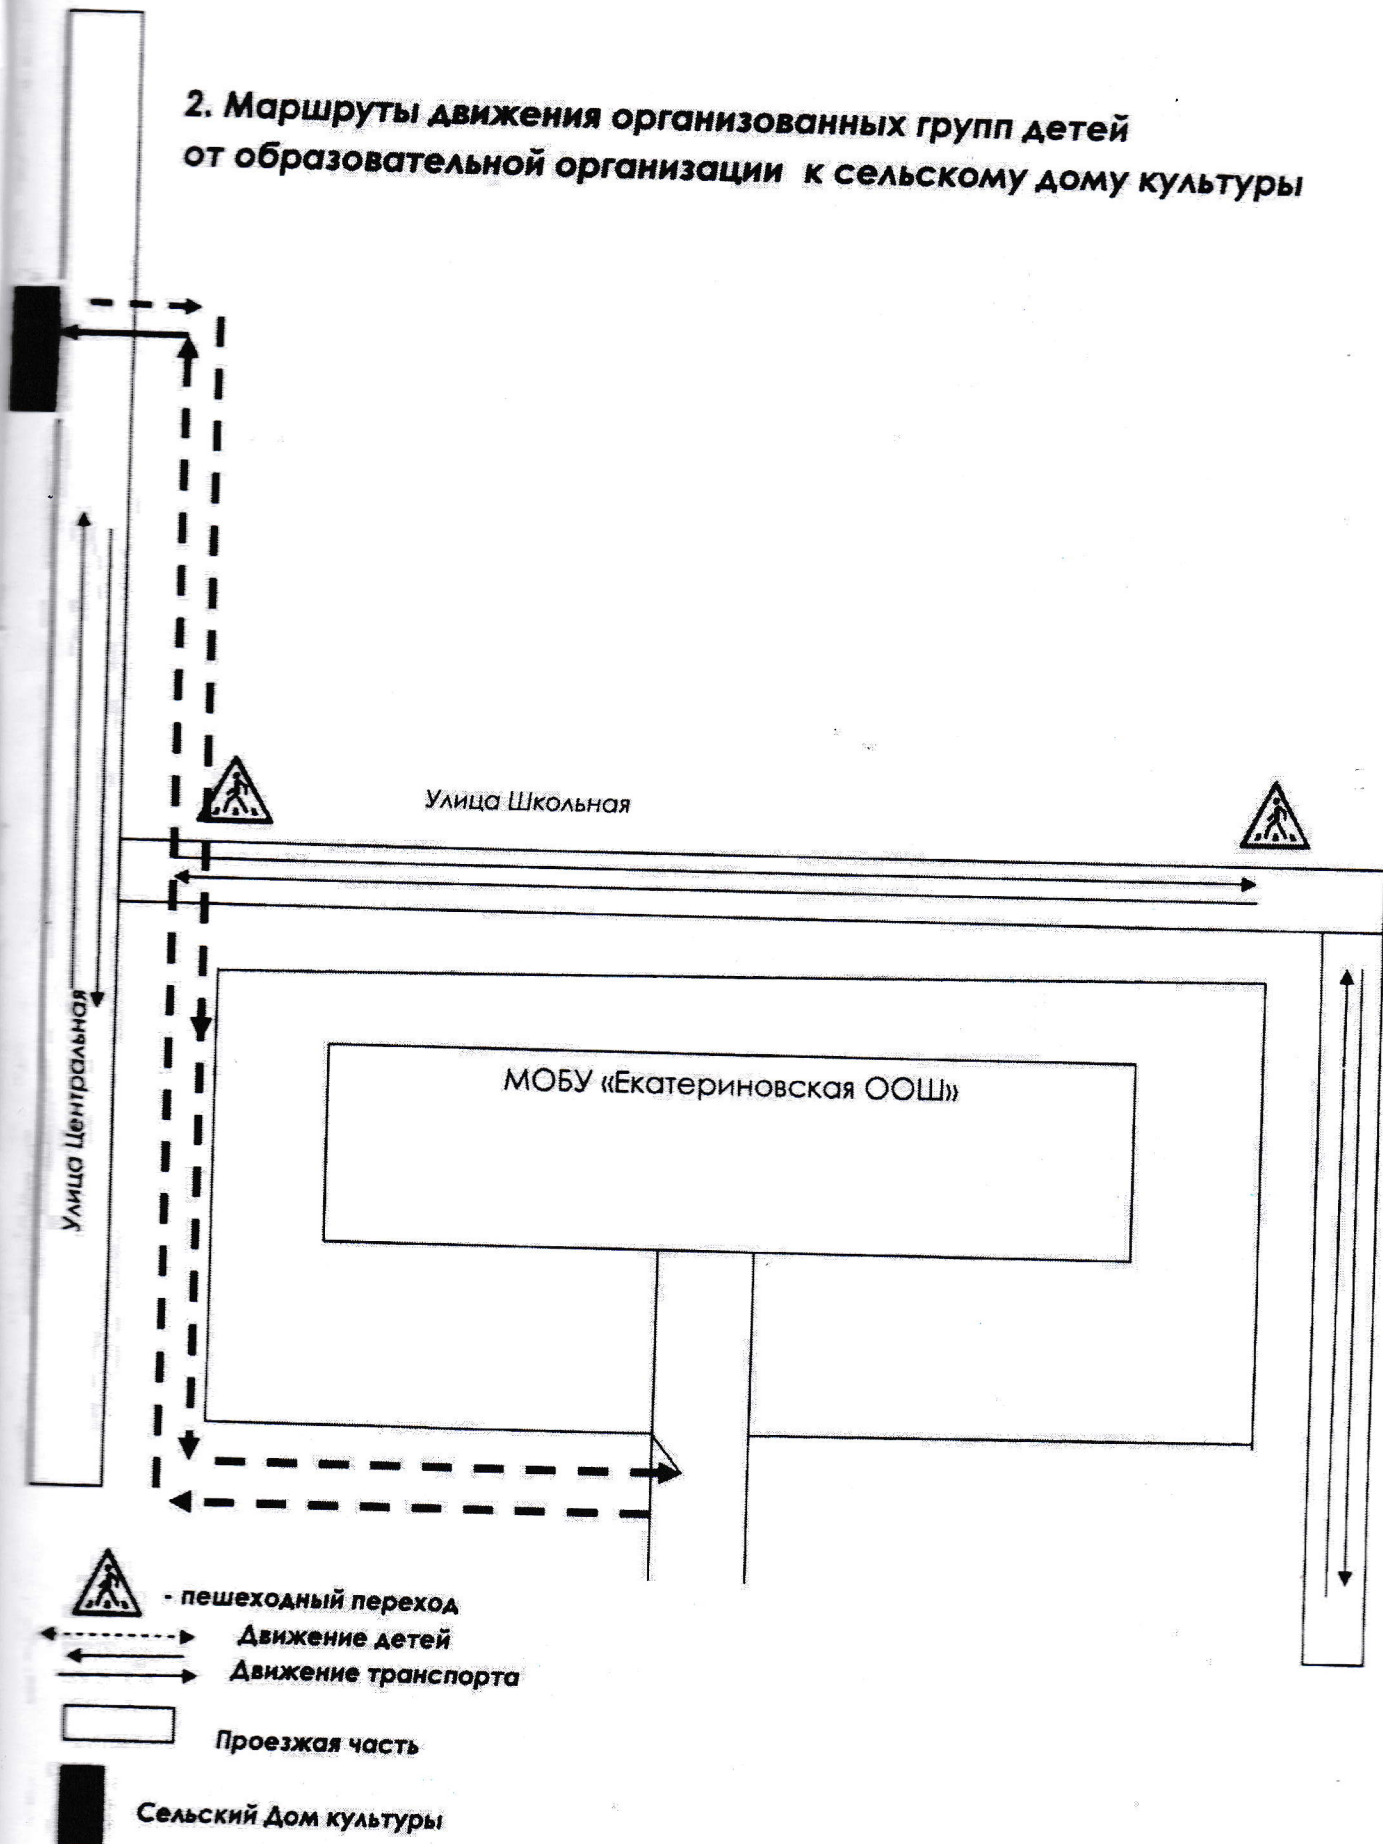 2. Маршруты движения организованных групп детей
от образовательной организации к сельскому дому культуры
Улица Школьная
Улица Центральная
МОБУ «Екатериновская ООШ»
- пешеходный переход
Движение детей
Движение транспорта
Проезжая часть
Сельский Дом культуры